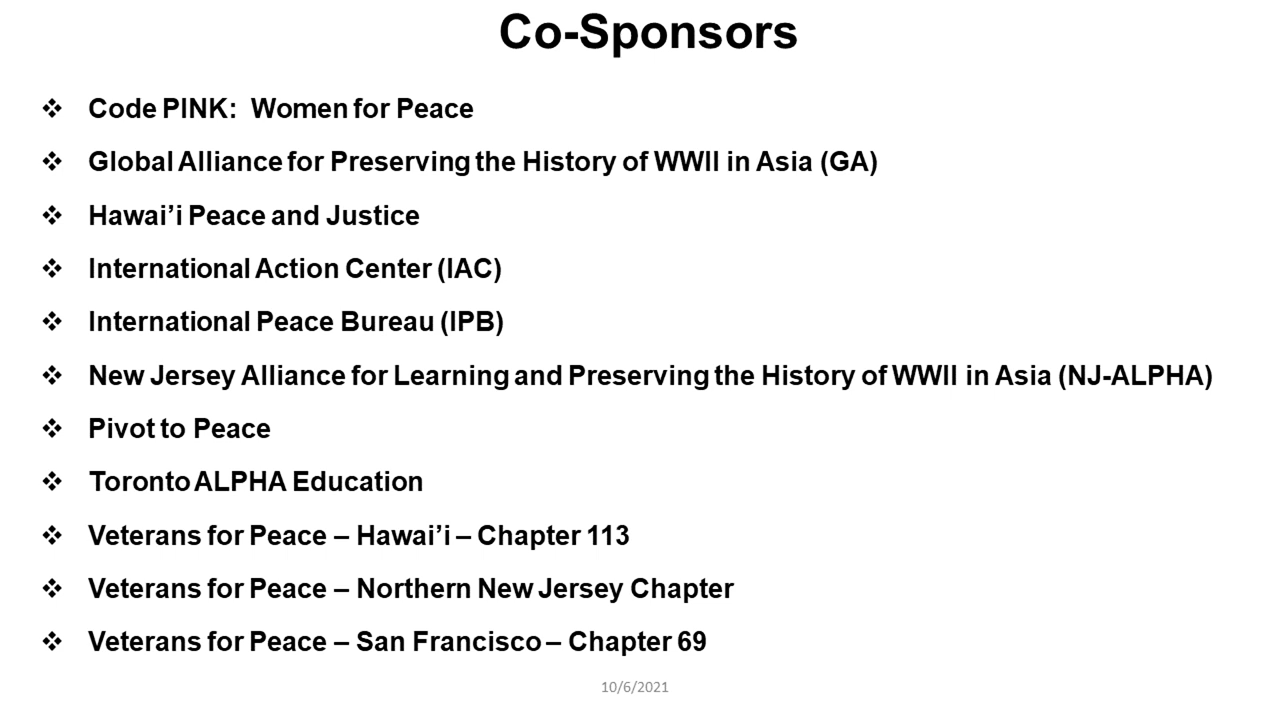 Co-Sponsors
❖ Code PINK:  Women for Peace
❖ Global Alliance for Preserving the History of WWII in Asia (GA)
❖ Hawai’i Peace and Justice
❖ International Action Center (IAC)
❖ International Peace Bureau (IPB)
❖ New Jersey Alliance for Learning and Preserving the History of WWII in Asia (NJ-ALPHA)
❖ Pivot to Peace
❖ Toronto ALPHA Education
❖ Veterans for Peace – Hawai’i – Chapter 113
❖ Veterans for Peace – Northern New Jersey Chapter
❖ Veterans for Peace – San Francisco – Chapter 69
10/6/2021